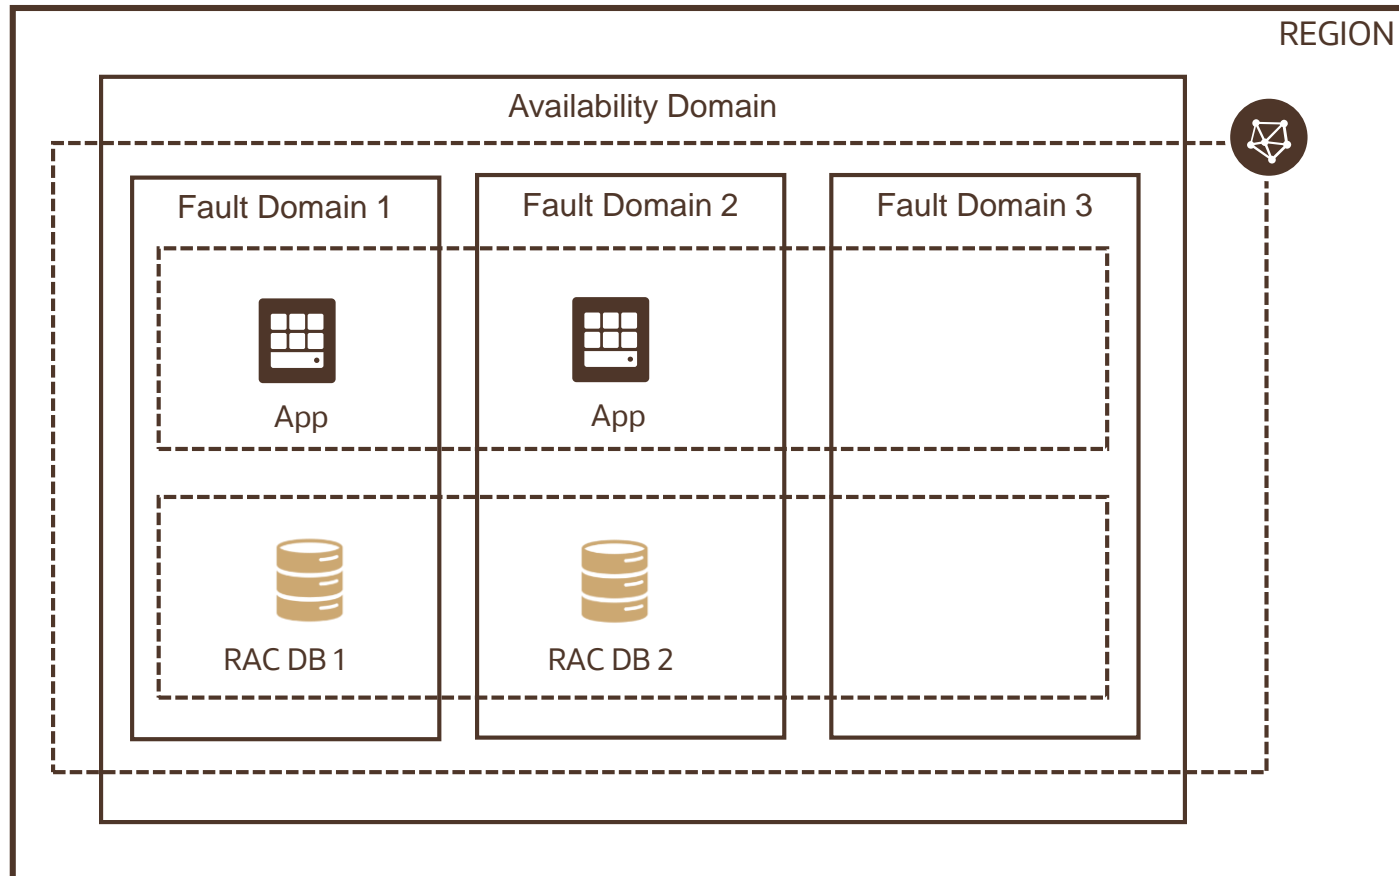 REGION
Availability Domain
Fault Domain 1
Fault Domain 2
Fault Domain 3
App
App
RAC DB 1
RAC DB 2